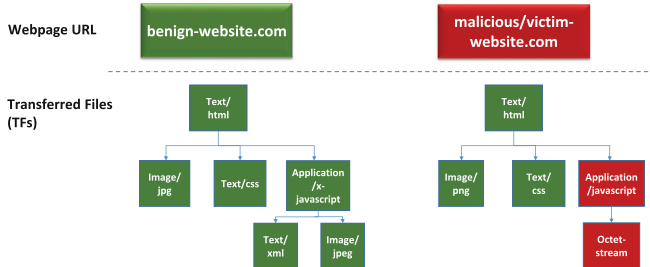 Webpage URL
benign-website.com
malicious/victim-
website.com
Transferred Files
(TFs)
Text/
html
Text/
html
Image/
jpg
Text/css
Application
/x-
javascript
Image/
png
Text/
css
Application
/javascript
Text/
xml
Image/
jpeg
Octet-
stream